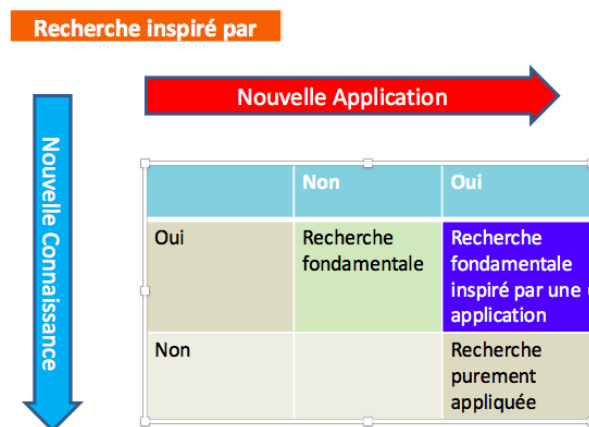 Recherche inspiré par
Nouvelle Application
Nouvelle Connaissance
Non
Oui
Oui
Recherche
fondamentale
Recherche
fondamentale
inspiré par une
application
Non
Recherche
purement
appliquée